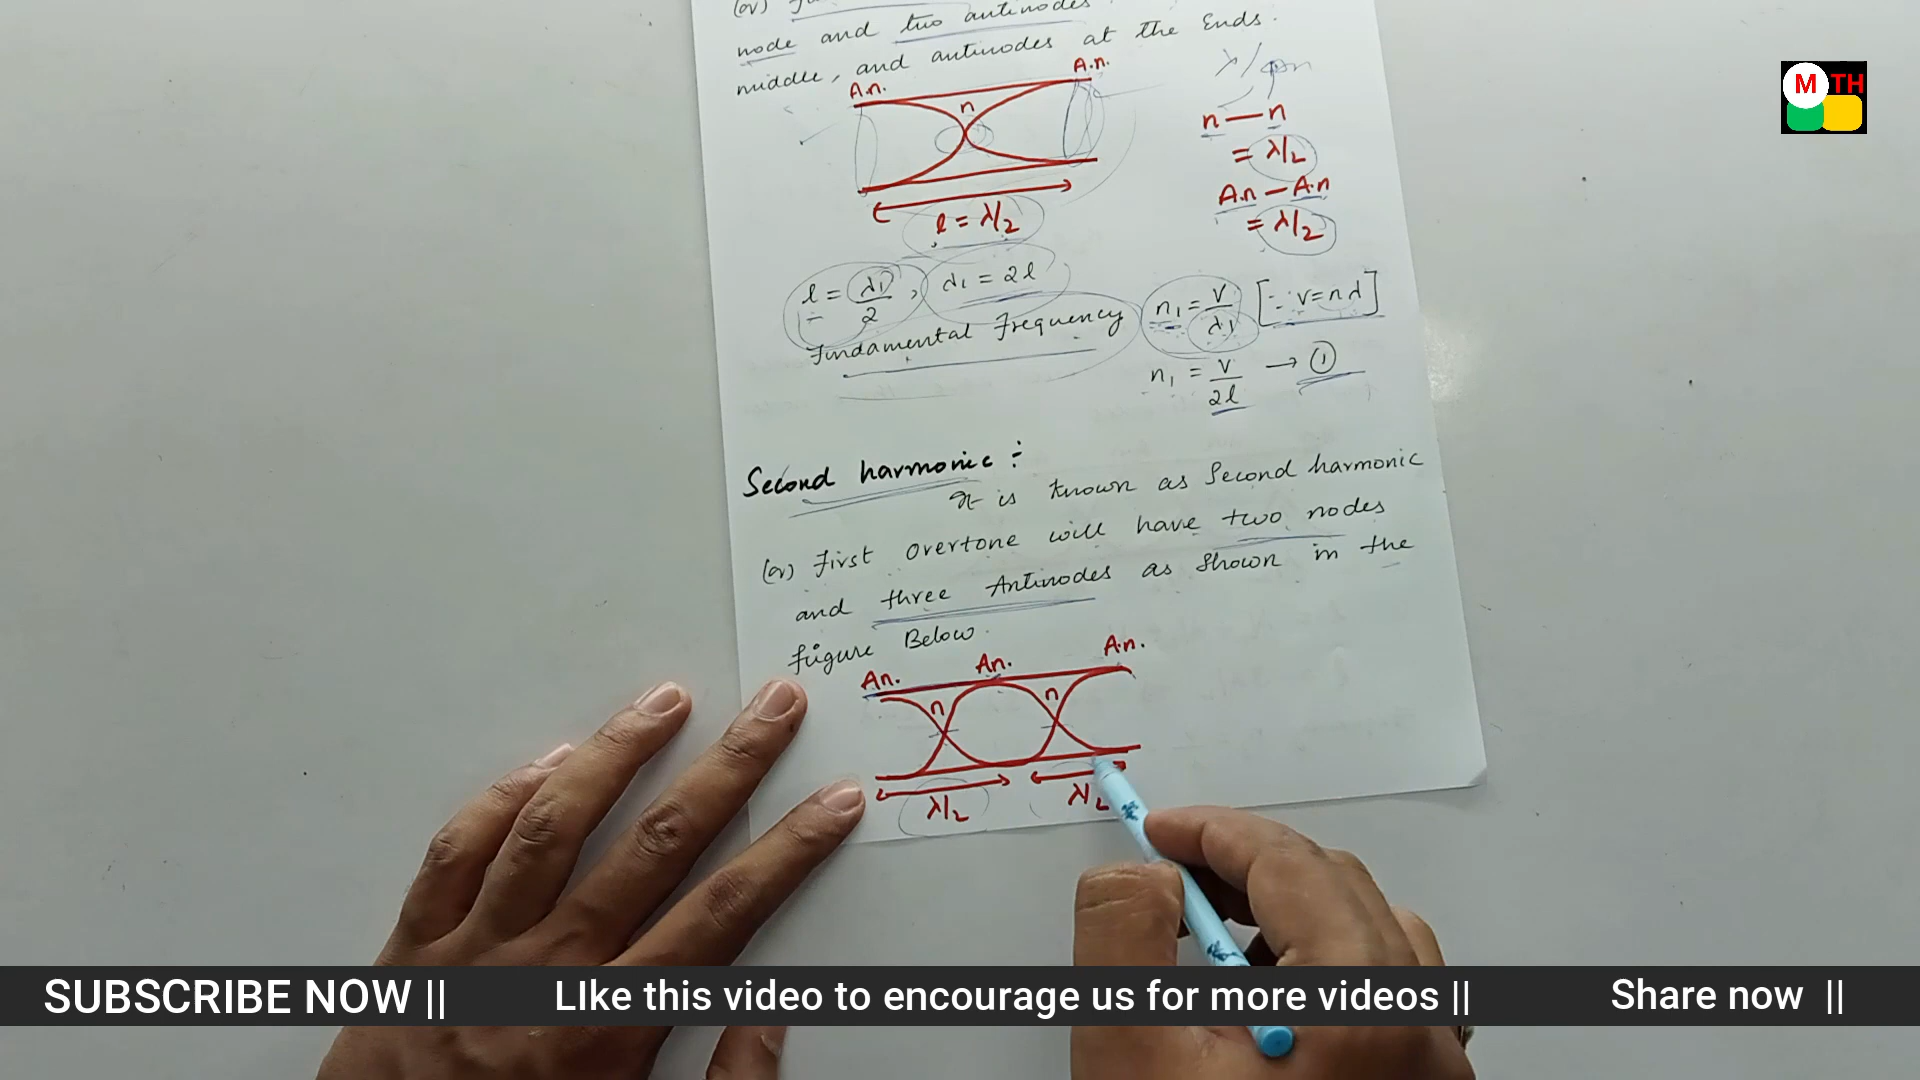 (or)
node and two antinodes
middle, and antinodes at the Ends.
A.n.
A.n.
n
l = λ/2
λ/
n — n
= λ/2
A.n — A.n
= λ/2
l = λ1/2 , λ1 = 2l
Fundamental Frequency n1 = V/λ1 [∵ v=nλ]
n1 = V/2l → ①
Second harmonic ÷
It is known as Second harmonic
(or) First overtone will have two nodes
and three Antinodes as shown in the
figure Below.
An.
An.
A.n.
n
n
λ/2
λ/2
M TH
SUBSCRIBE NOW || LIke this video to encourage us for more videos || Share now ||